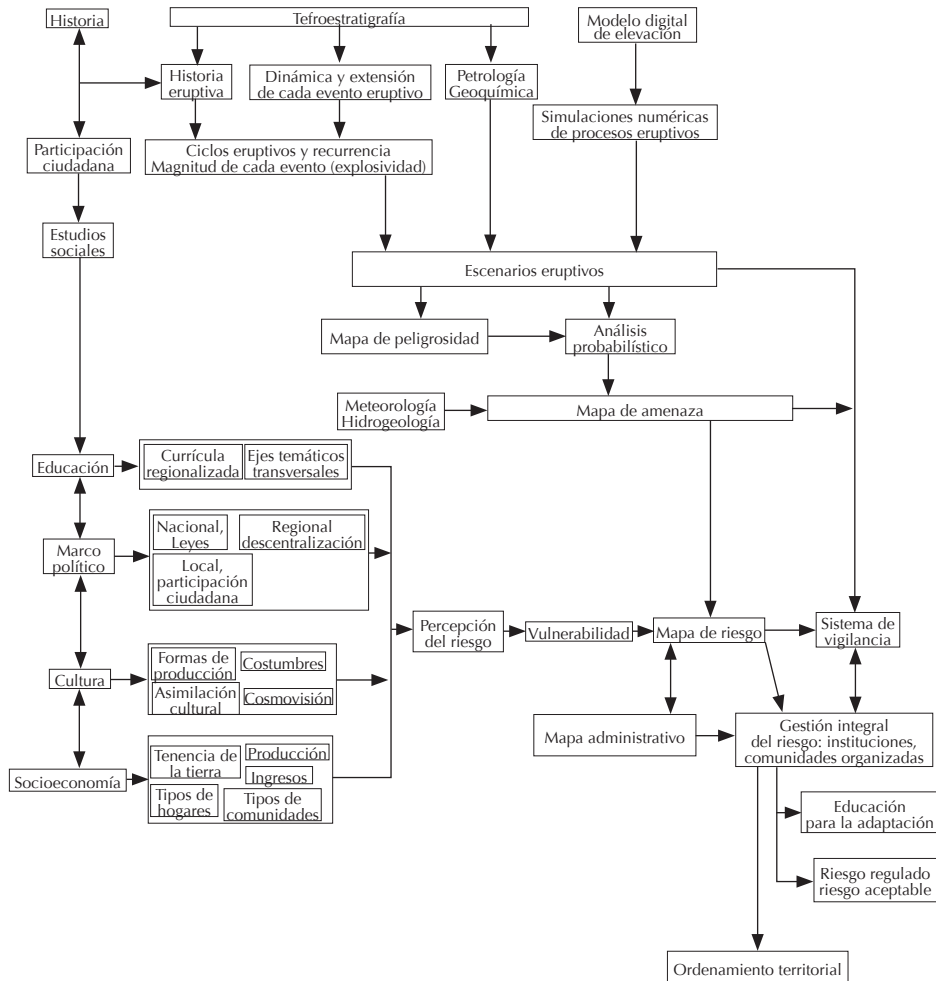 Historia
Tefroestratigrafía
Modelo digital
de elevación
Historia
eruptiva
Dinámica y extensión
de cada evento eruptivo
Petrología
Geoquímica
Simulaciones numéricas
de procesos eruptivos
Participación
ciudadana
Ciclos eruptivos y recurrencia
Magnitud de cada evento (explosividad)
Estudios
sociales
Escenarios eruptivos
Mapa de peligrosidad
Análisis
probabilístico
Meteorología
Hidrogeología
Mapa de amenaza
Educación
Currícula
regionalizada
Ejes temáticos
transversales
Marco
político
Nacional,
Leyes
Regional
descentralización
Local,
participación
ciudadana
Percepción
del riesgo
Vulnerabilidad
Mapa de riesgo
Sistema de
vigilancia
Cultura
Formas de
producción
Costumbres
Asimilación
cultural
Cosmovisión
Mapa administrativo
Gestión integral
del riesgo: instituciones,
comunidades organizadas
Socioeconomía
Tenencia de
la tierra
Producción
Ingresos
Tipos de
hogares
Tipos de
comunidades
Educación
para la adaptación
Riesgo regulado
riesgo aceptable
Ordenamiento territorial